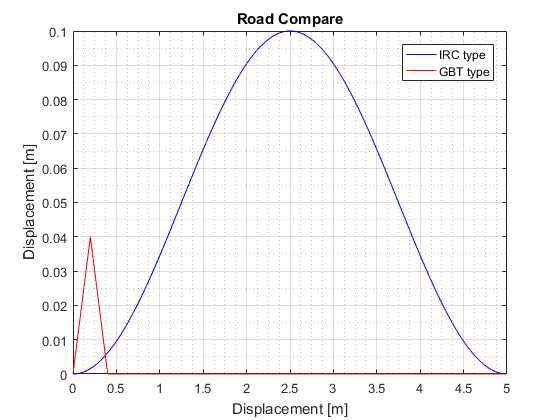 Road Compare
0.1
0.09
0.08
0.07
0.06
0.05
0.04
0.03
0.02
0.01
0
Displacement [m]
IRC type
GBT type
0 0.5 1 1.5 2 2.5 3 3.5 4 4.5 5
Displacement [m]